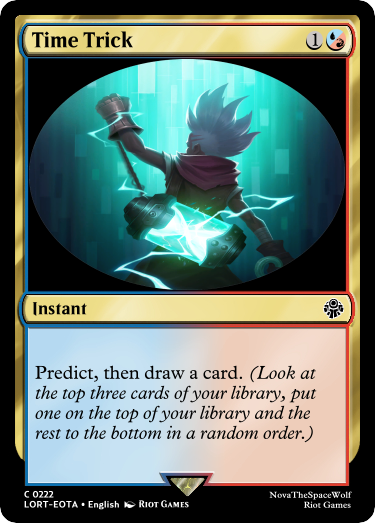 Time Trick 1
Instant
Predict, then draw a card. (Look at
the top three cards of your library, put
one on the top of your library and the
rest to the bottom in a random order.)
C 0222
LORT-EOTA • English RIOT GAMES
NovaTheSpaceWolf
Riot Games